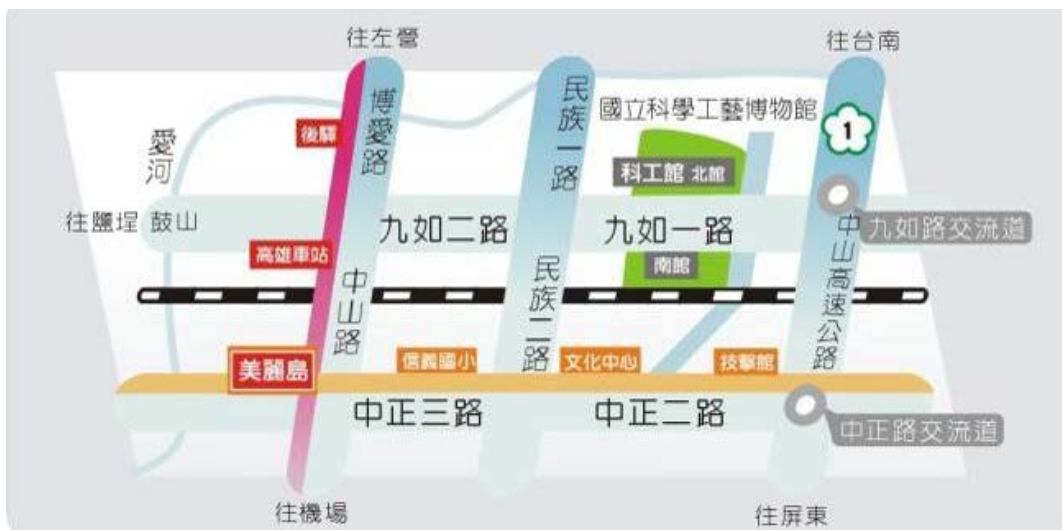 往左營
往台南
博愛路
民族一路
國立科學工藝博物館
1
後驛
愛河
科工館 北館
往鹽埕 鼓山
九如二路
九如一路
九如路交流道
高雄車站
南館
中山路
民族二路
中山高速公路
美麗島
信義國小
文化中心
技擊館
中正三路
中正二路
中正路交流道
往機場
往屏東